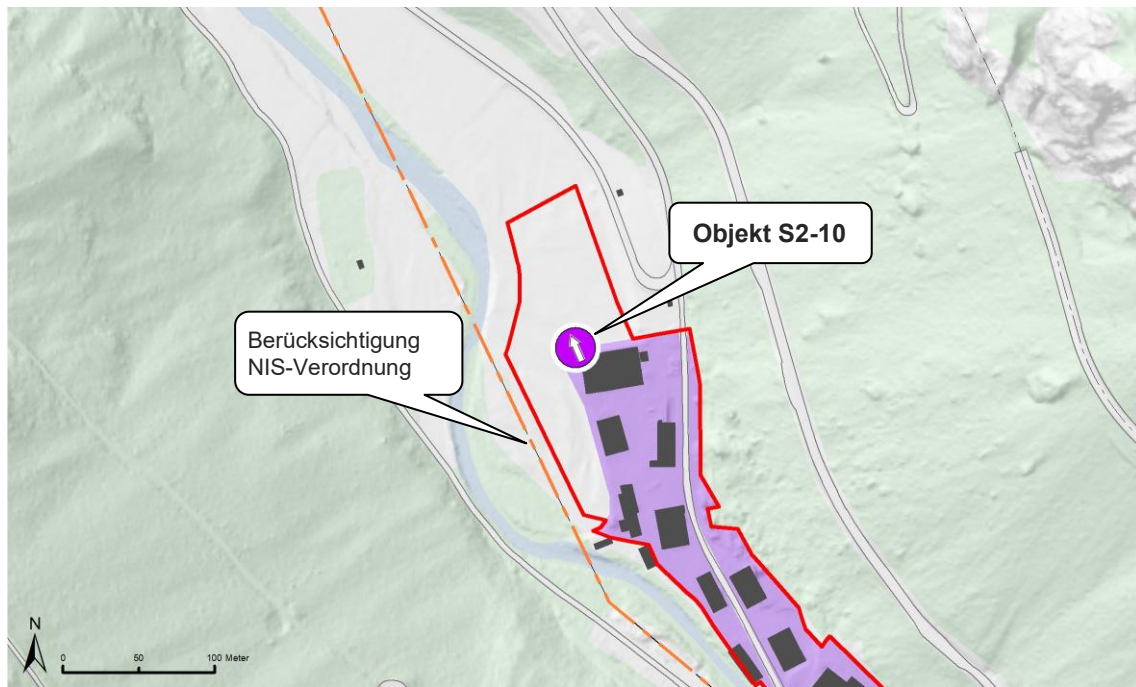 Objekt S2-10
Berücksichtigung
NIS-Verordnung
N
0 50 100 Meter